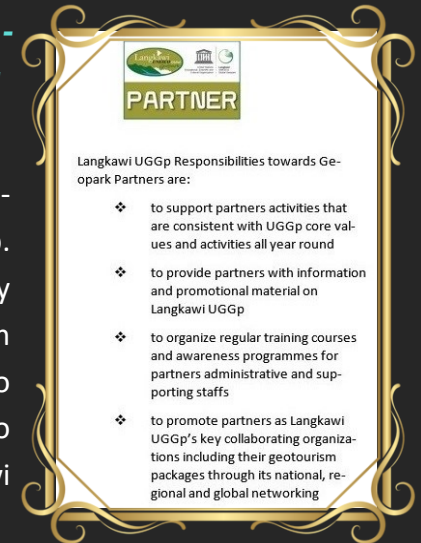 Langkawi
PARTNER
Langkawi UGGp Responsibilities towards Ge-
opark Partners are:
❖ to support partners activities that
are consistent with UGGp core val-
ues and activities all year round
❖ to provide partners with information
and promotional material on
Langkawi UGGp
❖ to organize regular training courses
and awareness programmes for
partners administrative and sup-
porting staffs
❖ to promote partners as Langkawi
UGGp's key collaborating organiza-
tions including their geotourism
packages through its national, re-
gional and global networking